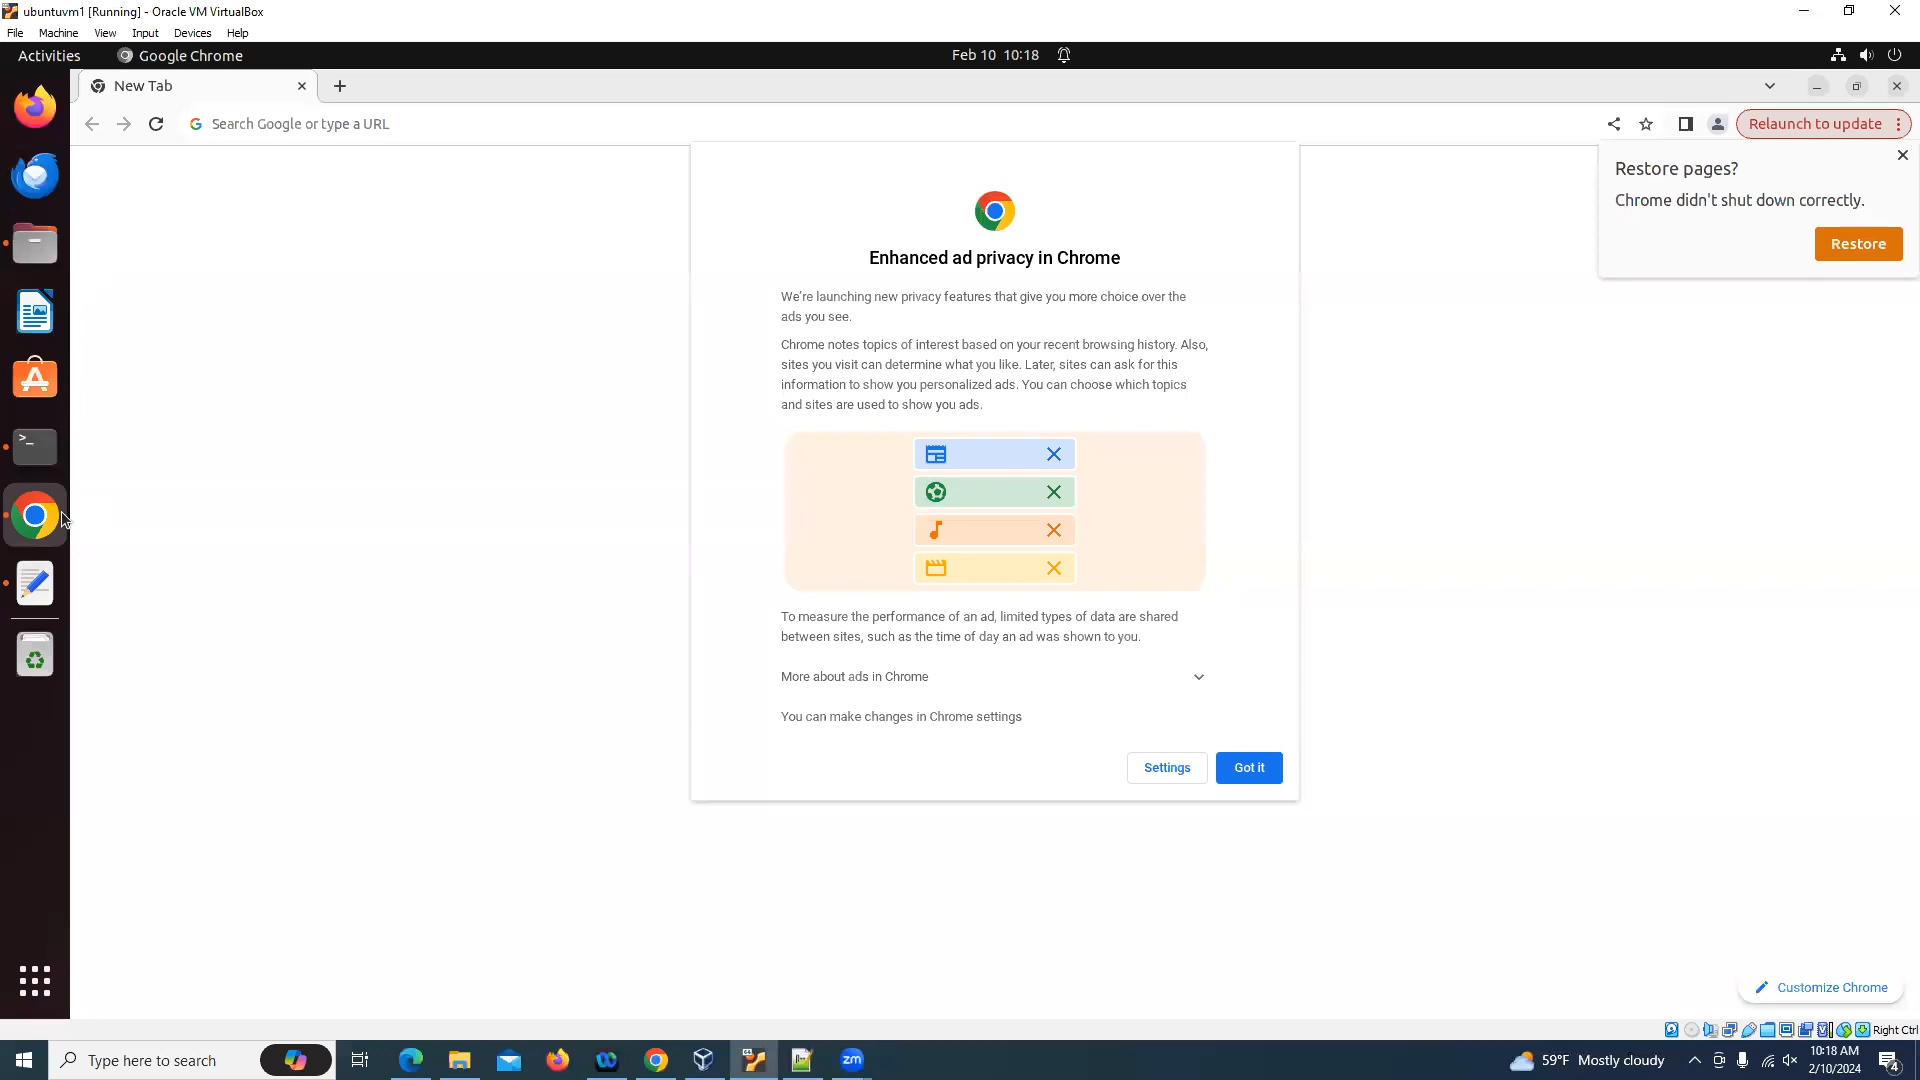 ubuntuvm1 [Running] - Oracle VM VirtualBox
File Machine View Input Devices Help
Activities Google Chrome Feb 10 10:18
New Tab
Search Google or type a URL
Relaunch to update
Restore pages?
Chrome didn't shut down correctly.
Restore
Enhanced ad privacy in Chrome
We're launching new privacy features that give you more choice over the
ads you see.
Chrome notes topics of interest based on your recent browsing history. Also,
sites you visit can determine what you like. Later, sites can ask for this
information to show you personalized ads. You can choose which topics
and sites are used to show you ads.
To measure the performance of an ad, limited types of data are shared
between sites, such as the time of day an ad was shown to you.
More about ads in Chrome
You can make changes in Chrome settings
Settings Got it
Customize Chrome
Right Ctrl
Type here to search
zm
59°F Mostly cloudy
10:18 AM
2/10/2024
4